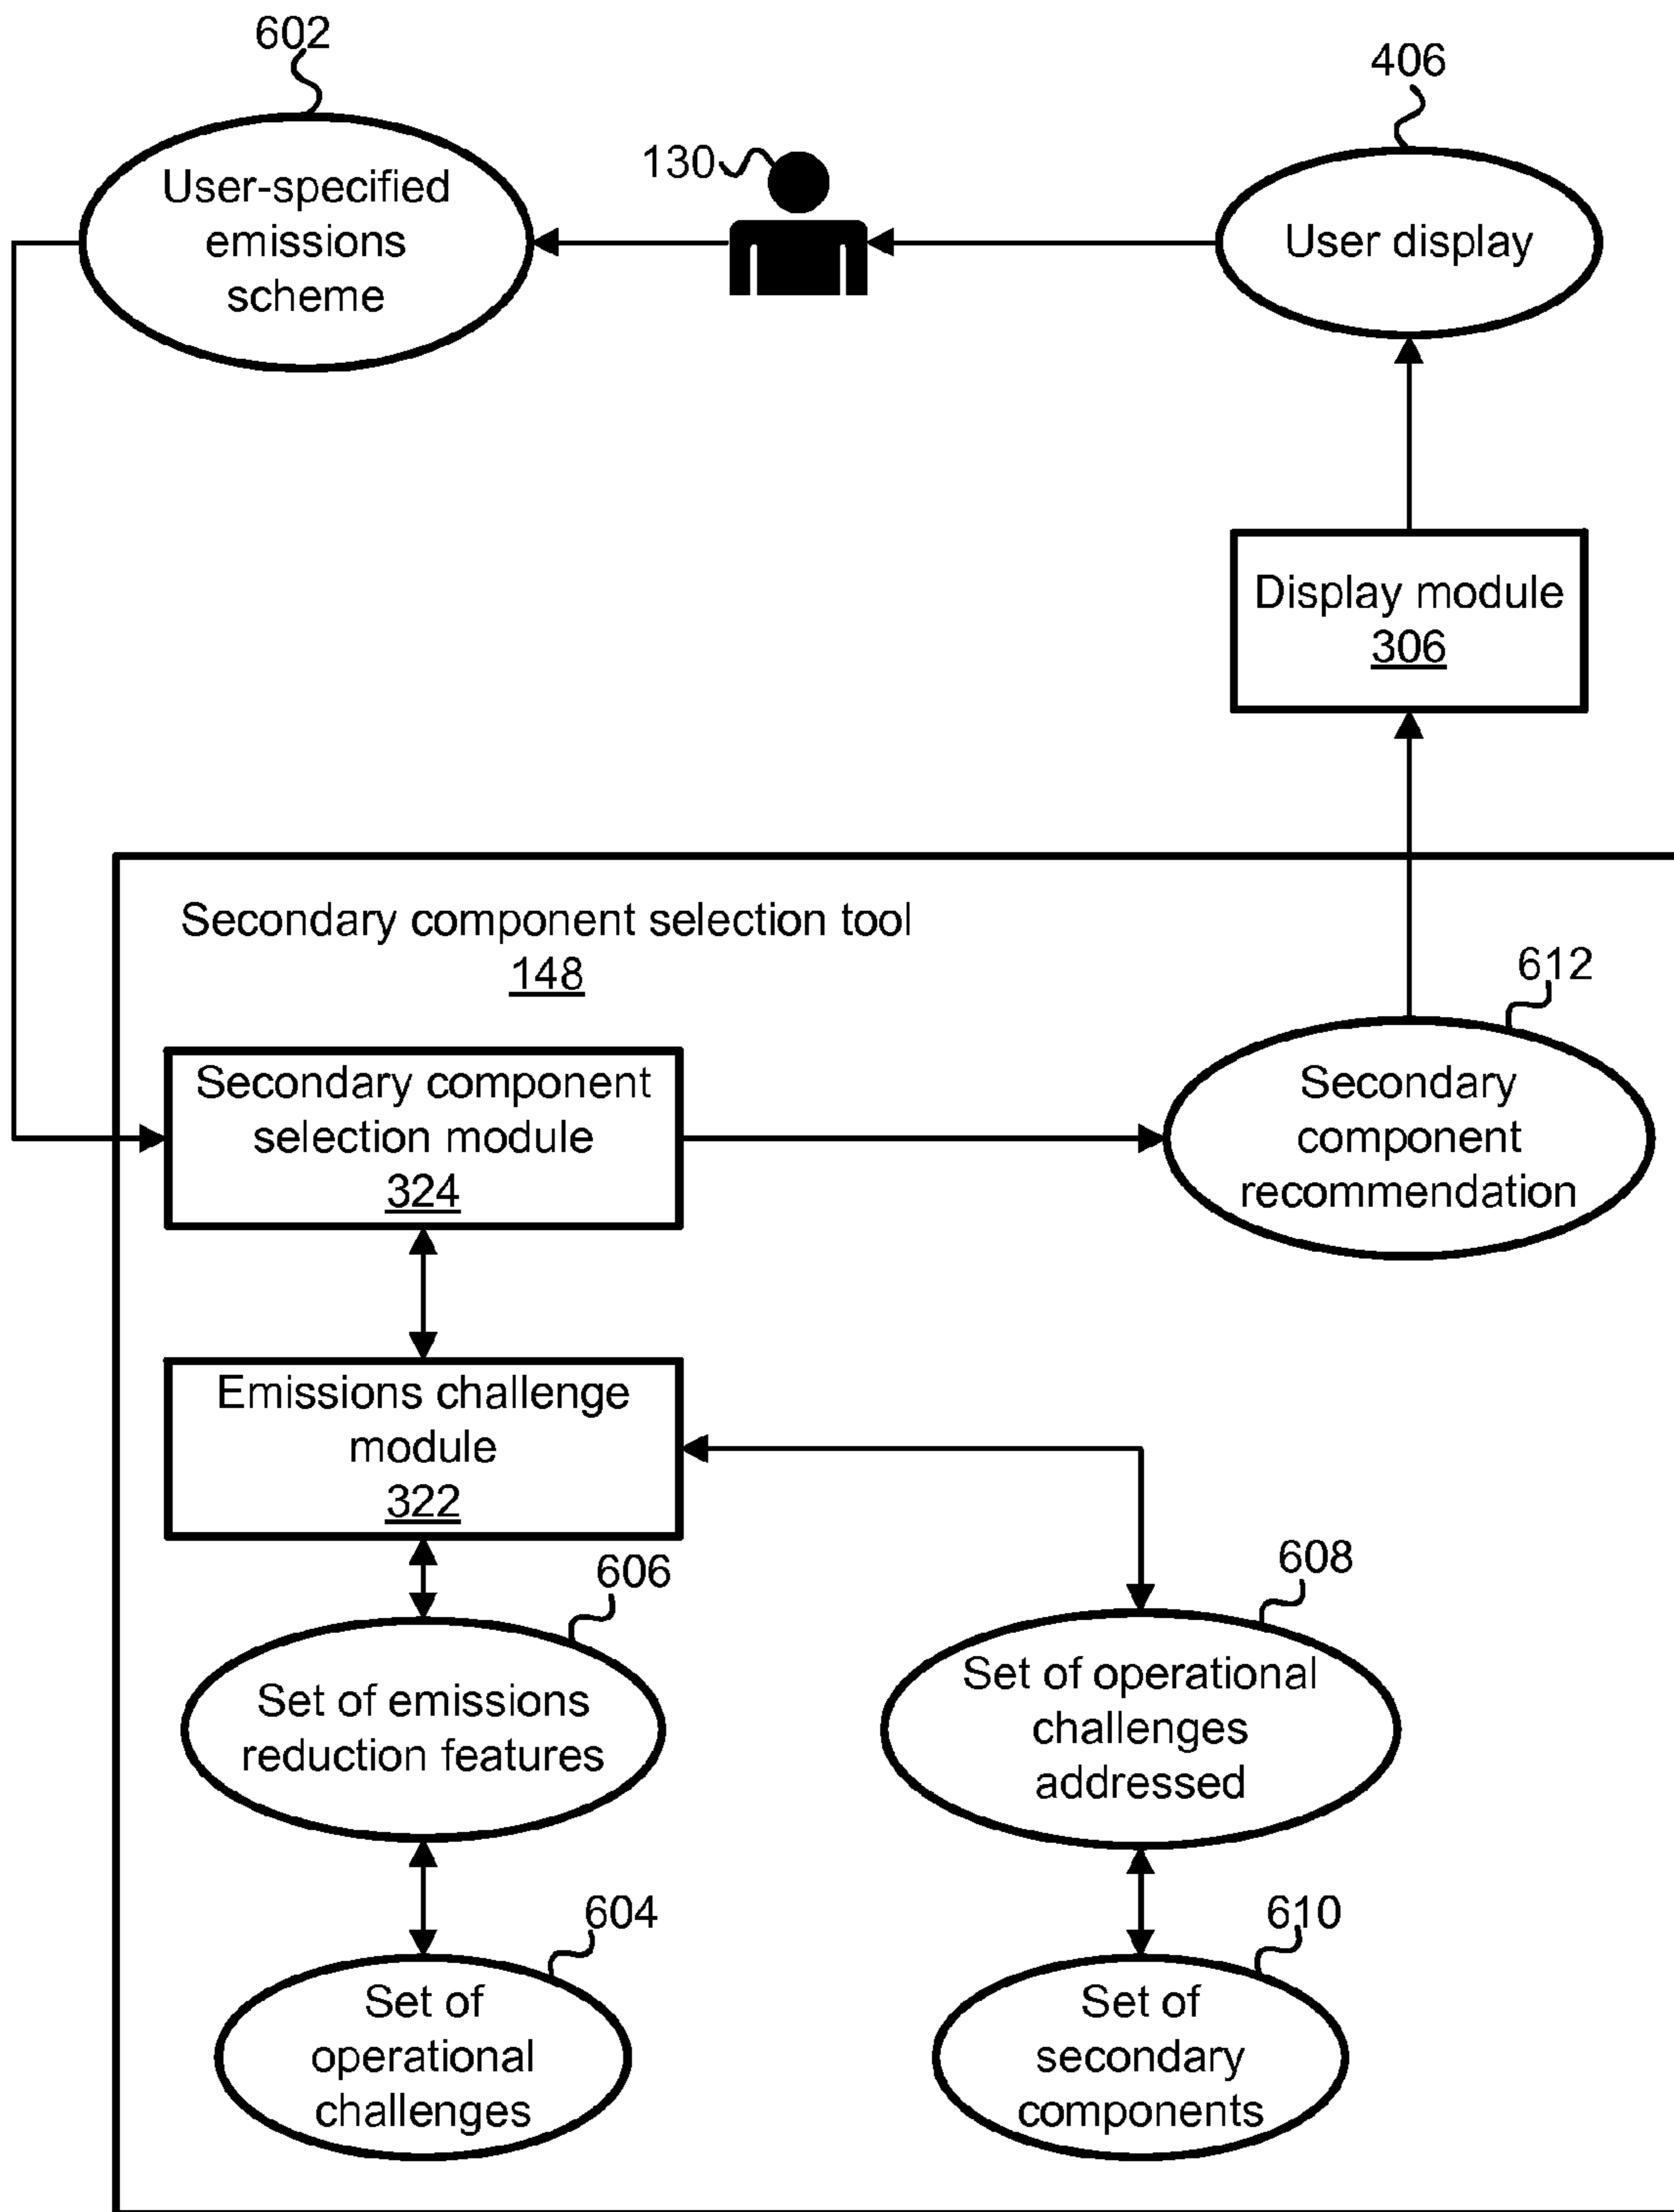 602
406
130
User-specified
emissions
scheme
User display
Display module
306
Secondary component selection tool
148
612
Secondary component
selection module
324
Secondary
component
recommendation
Emissions challenge
module
322
606
608
Set of emissions
reduction features
Set of operational
challenges
addressed
604
610
Set of
operational
challenges
Set of
secondary
components